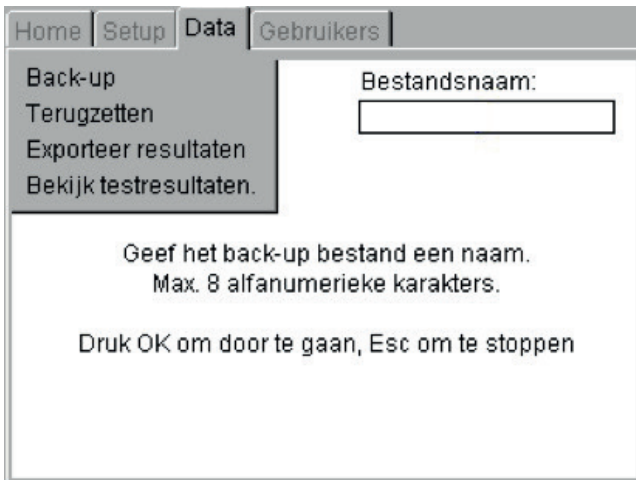 Home Setup Data Gebruikers
Back-up
Terugzetten
Exporteer resultaten
Bekijk testresultaten.
Bestandsnaam:
Geef het back-up bestand een naam.
Max. 8 alfanumerieke karakters.
Druk OK om door te gaan, Esc om te stoppen